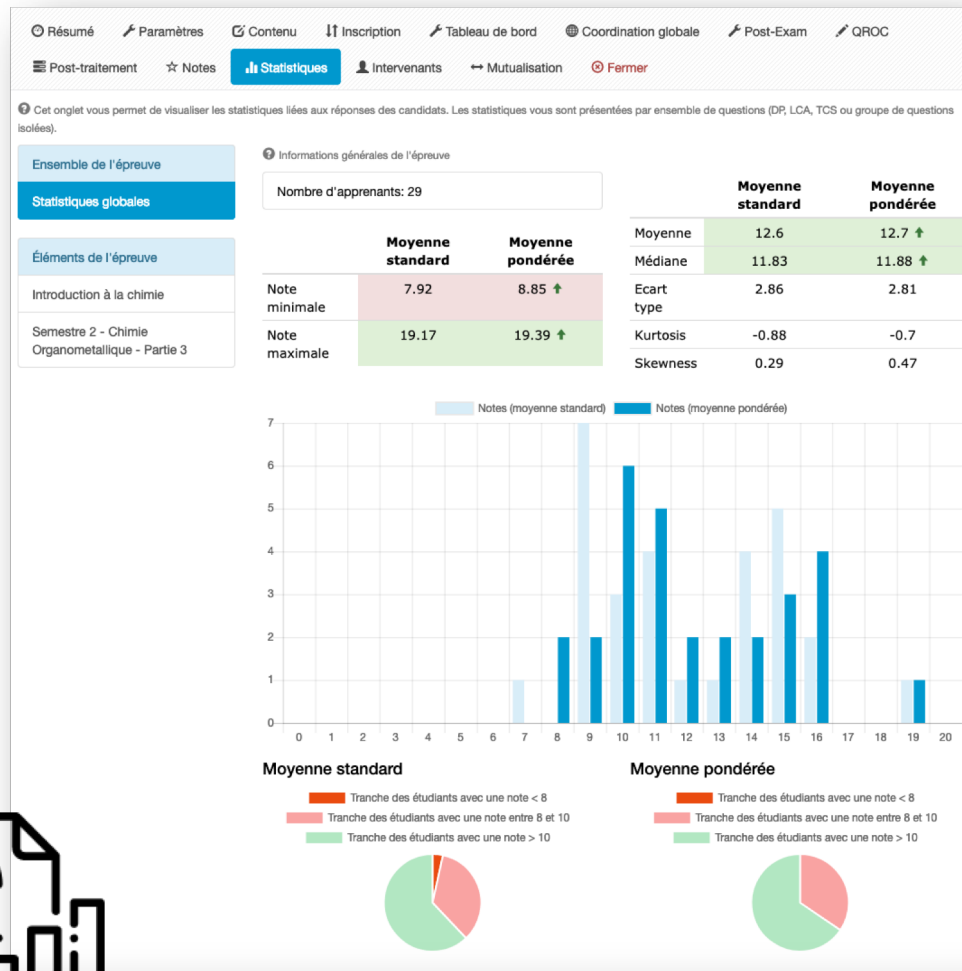 Résumé Paramètres Contenu Inscription Tableau de bord Coordination globale Post-Exam QROC
Post-traitement Notes Statistiques Intervenants Mutualisation Fermer
Cet onglet vous permet de visualiser les statistiques liées aux réponses des candidats. Les statistiques vous sont présentées par ensemble de questions (DP, LCA, TCS ou groupe de questions
isolées).
Ensemble de l'épreuve
Statistiques globales
Éléments de l'épreuve
Introduction à la chimie
Semestre 2 - Chimie
Organometallique - Partie 3
Informations générales de l'épreuve
Nombre d'apprenants: 29
Moyenne standard Moyenne pondérée
Note minimale 7.92 8.85
Note maximale 19.17 19.39
Moyenne standard Moyenne pondérée
Moyenne 12.6 12.7
Médiane 11.83 11.88
Ecart type 2.86 2.81
Kurtosis -0.88 -0.7
Skewness 0.29 0.47
Notes (moyenne standard) Notes (moyenne pondérée)
7
6
5
4
3
2
1
0
0 1 2 3 4 5 6 7 8 9 10 11 12 13 14 15 16 17 18 19 20
Moyenne standard
Tranche des étudiants avec une note < 8
Tranche des étudiants avec une note entre 8 et 10
Tranche des étudiants avec une note > 10
Moyenne pondérée
Tranche des étudiants avec une note < 8
Tranche des étudiants avec une note entre 8 et 10
Tranche des étudiants avec une note > 10